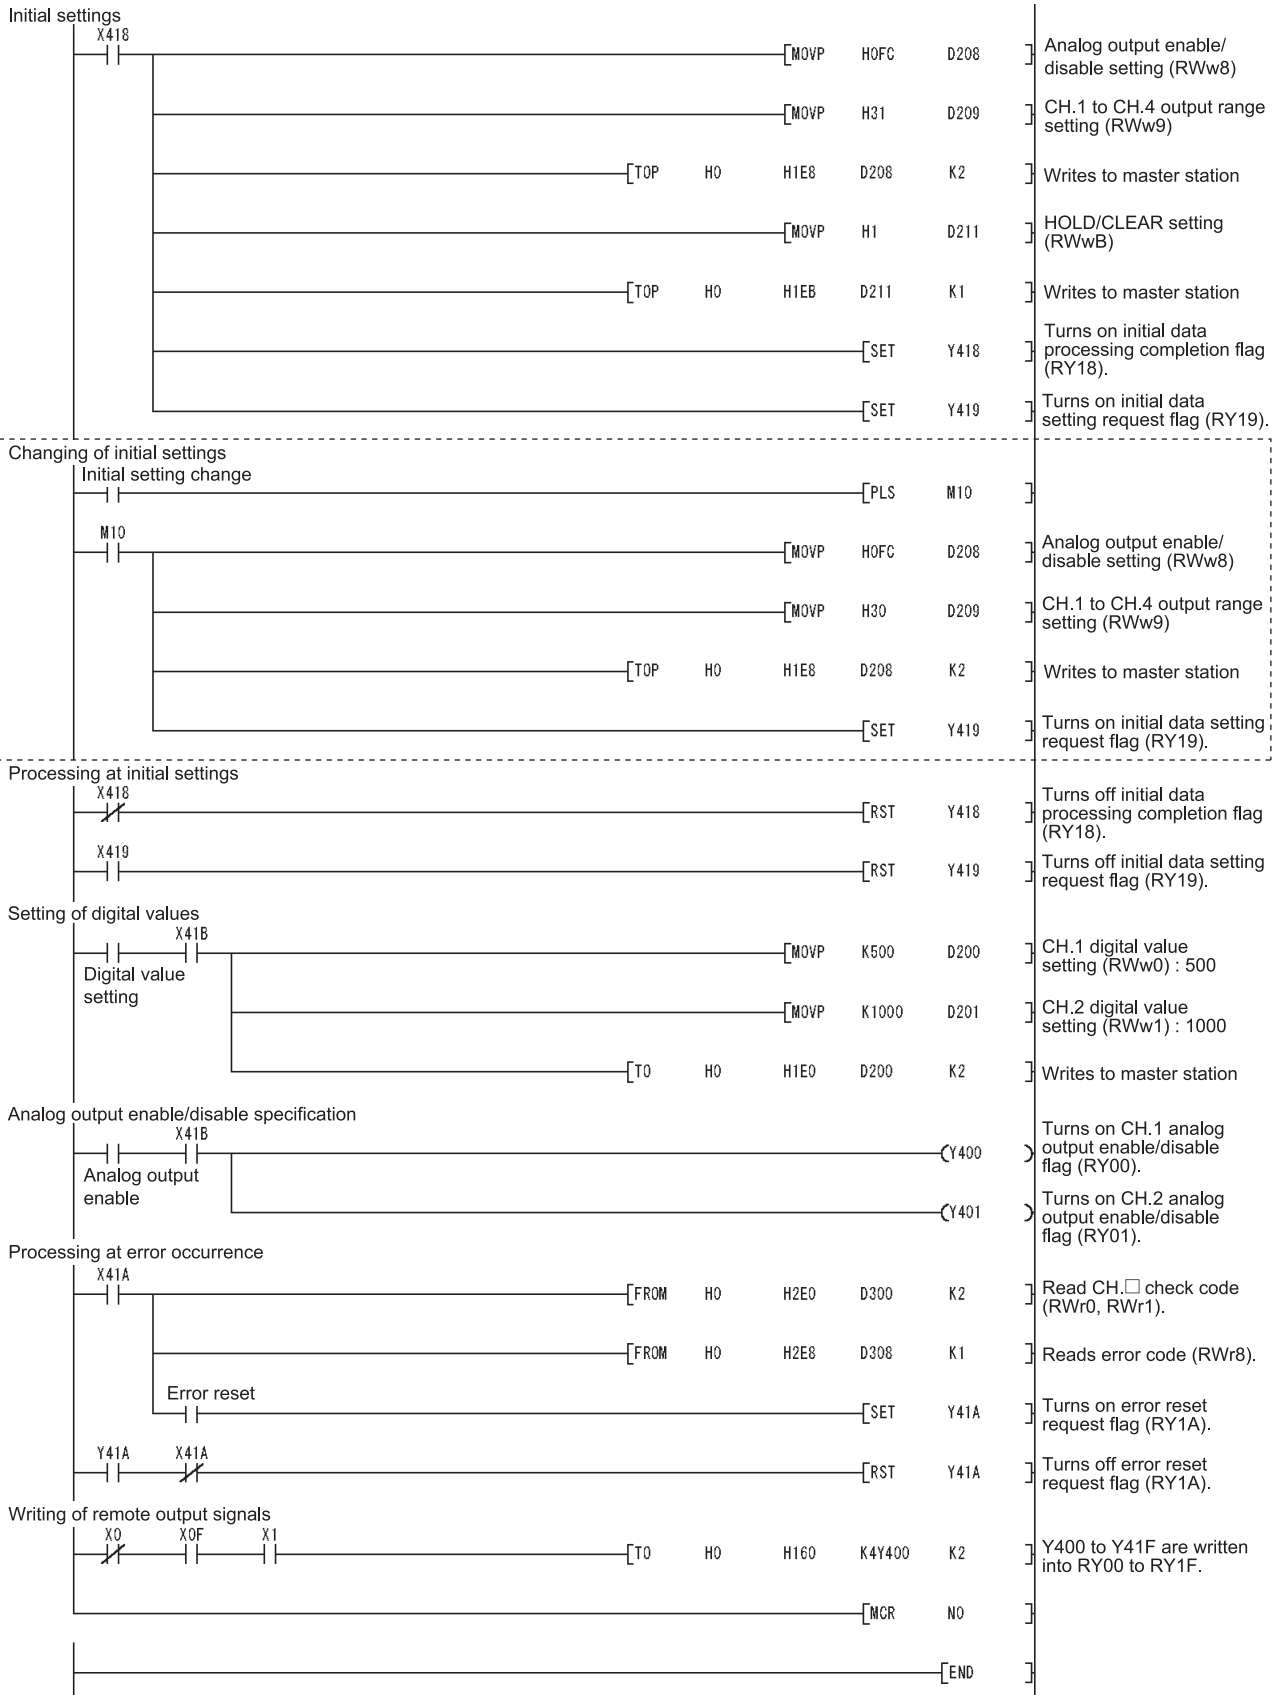 Initial settings
X418
MOVP H0FC D208
Analog output enable/
disable setting (RWw8)
MOVP H31 D209
CH.1 to CH.4 output range
setting (RWw9)
TOP H0 H1E8 D208 K2
Writes to master station
MOVP H1 D211
HOLD/CLEAR setting
(RWwB)
TOP H0 H1EB D211 K1
Writes to master station
SET Y418
Turns on initial data
processing completion flag
(RY18).
SET Y419
Turns on initial data
setting request flag (RY19).
Changing of initial settings
Initial setting change
PLS M10
M10
MOVP H0FC D208
Analog output enable/
disable setting (RWw8)
MOVP H30 D209
CH.1 to CH.4 output range
setting (RWw9)
TOP H0 H1E8 D208 K2
Writes to master station
SET Y419
Turns on initial data setting
request flag (RY19).
Processing at initial settings
X418
RST Y418
Turns off initial data
processing completion flag
(RY18).
X419
RST Y419
Turns off initial data setting
request flag (RY19).
Setting of digital values
X41B
Digital value
setting
MOVP K500 D200
CH.1 digital value
setting (RWw0) : 500
MOVP K1000 D201
CH.2 digital value
setting (RWw1) : 1000
TO H0 H1E0 D200 K2
Writes to master station
Analog output enable/disable specification
X41B
Analog output
enable
Y400
Turns on CH.1 analog
output enable/disable
flag (RY00).
Y401
Turns on CH.2 analog
output enable/disable
flag (RY01).
Processing at error occurrence
X41A
FROM H0 H2E0 D300 K2
Read CH.□ check code
(RWr0, RWr1).
FROM H0 H2E8 D308 K1
Reads error code (RWr8).
Error reset
SET Y41A
Turns on error reset
request flag (RY1A).
Y41A X41A
RST Y41A
Turns off error reset
request flag (RY1A).
Writing of remote output signals
X0 X0F X1
TO H0 H160 K4Y400 K2
Y400 to Y41F are written
into RY00 to RY1F.
MCR N0
END